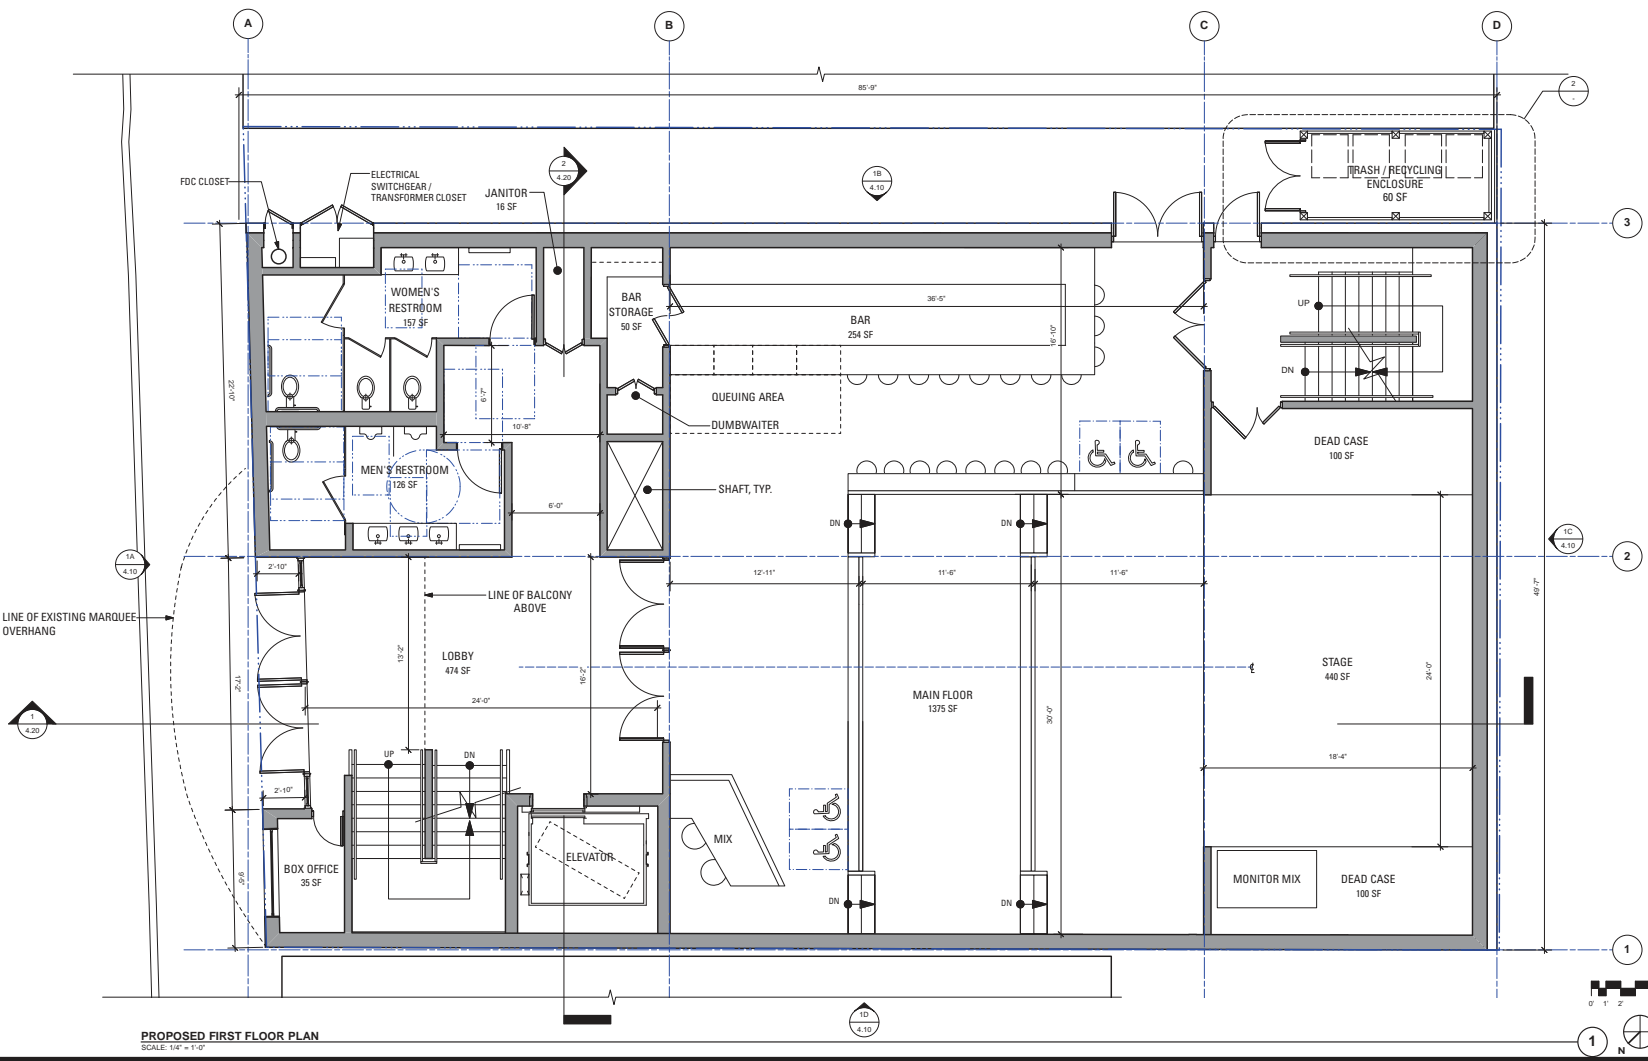 A
B
C
D
85'-9"
2
-
TRASH / RECYCLING
ENCLOSURE
60 SF
FDC CLOSET
ELECTRICAL
SWITCHGEAR /
TRANSFORMER CLOSET
JANITOR
16 SF
2
4.20
1B
4.10
3
WOMEN'S
RESTROOM
157 SF
BAR
STORAGE
50 SF
36'-5"
BAR
254 SF
16'-10"
UP
DN
22'-10"
6'-7"
10'-8"
QUEUING AREA
DUMBWAITER
DEAD CASE
100 SF
MEN'S RESTROOM
126 SF
SHAFT, TYP.
6'-0"
DN
DN
1A
4.10
1C
4.10
2
2'-10"
12'-11"
11'-6"
11'-6"
49'-7"
LINE OF BALCONY
ABOVE
LINE OF EXISTING MARQUEE
OVERHANG
13'-2"
LOBBY
474 SF
16'-2"
17'-2"
24'-0"
MAIN FLOOR
1375 SF
30'-0"
STAGE
440 SF
24'-0"
1
4.20
18'-4"
UP
DN
2'-10"
MIX
BOX OFFICE
35 SF
ELEVATOR
9'-6"
MONITOR MIX
DEAD CASE
100 SF
DN
DN
1
0' 1' 2'
1D
4.10
PROPOSED FIRST FLOOR PLAN
SCALE: 1/4" = 1'-0"
1
N